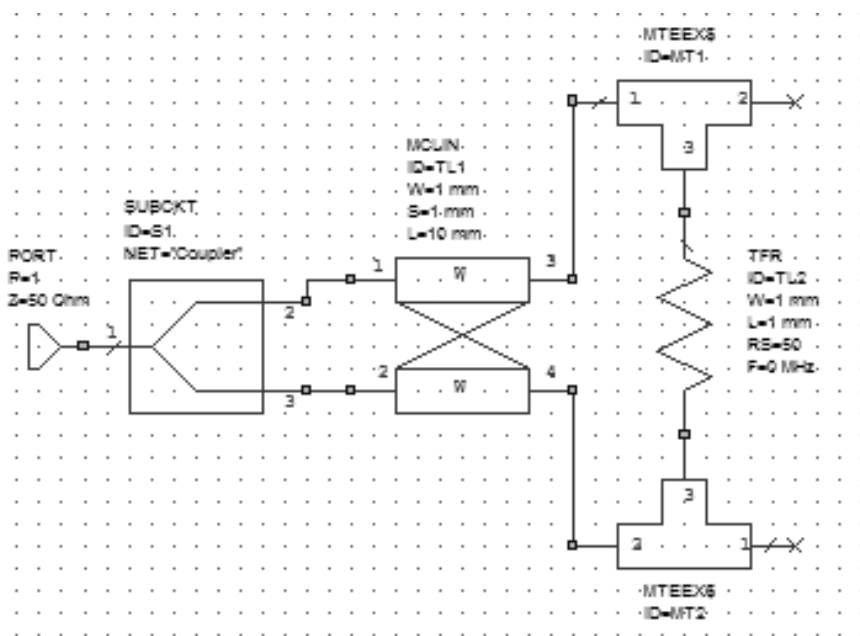 MTEEX$
ID=MT1
1
2
3
MCLIN
ID=TL1
W=1 mm
S=1 mm
L=10 mm
SUBCKT
ID=S1
NET="Coupler"
PORT
P=1
Z=50 Ohm
1
2
3
1
W
3
2
W
4
TFR
ID=TL2
W=1 mm
L=1 mm
RS=50
F=0 MHz
3
2
1
MTEEX$
ID=MT2